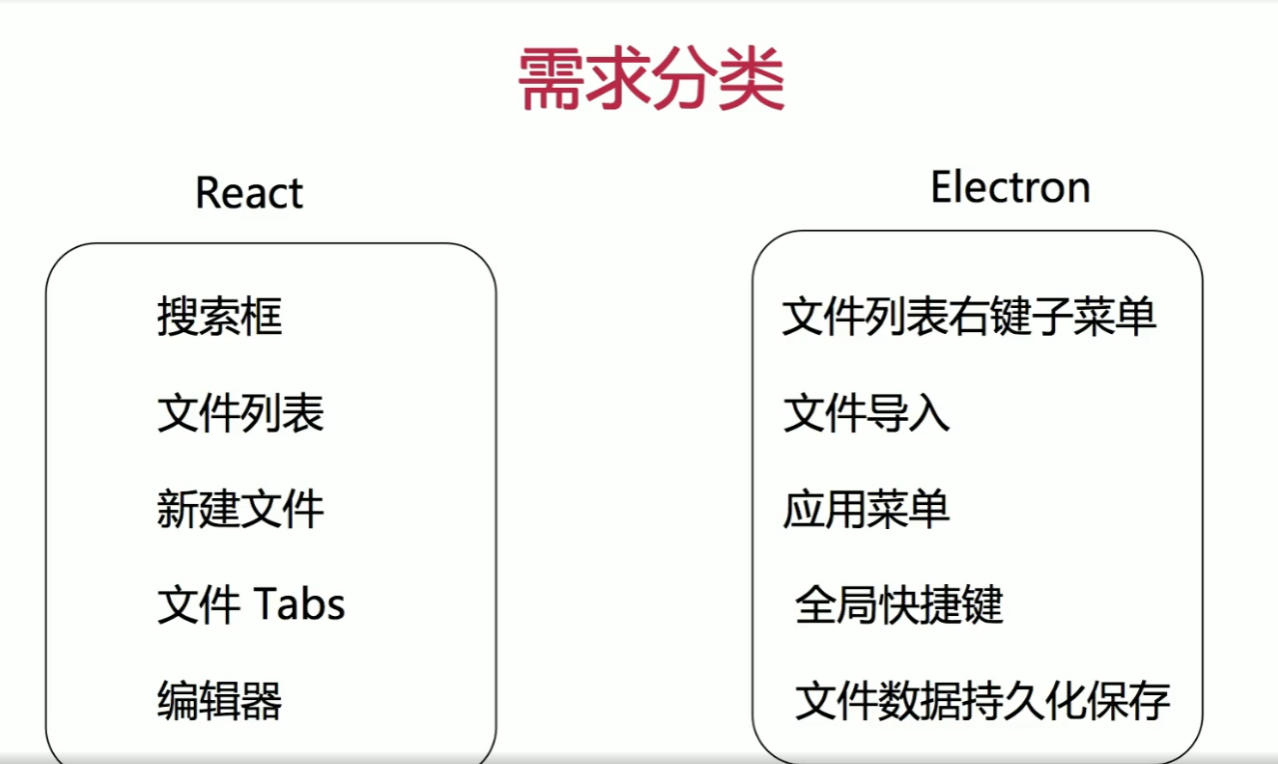 需求分类
React
搜索框
文件列表
新建文件
文件 Tabs
编辑器
Electron
文件列表右键子菜单
文件导入
应用菜单
全局快捷键
文件数据持久化保存